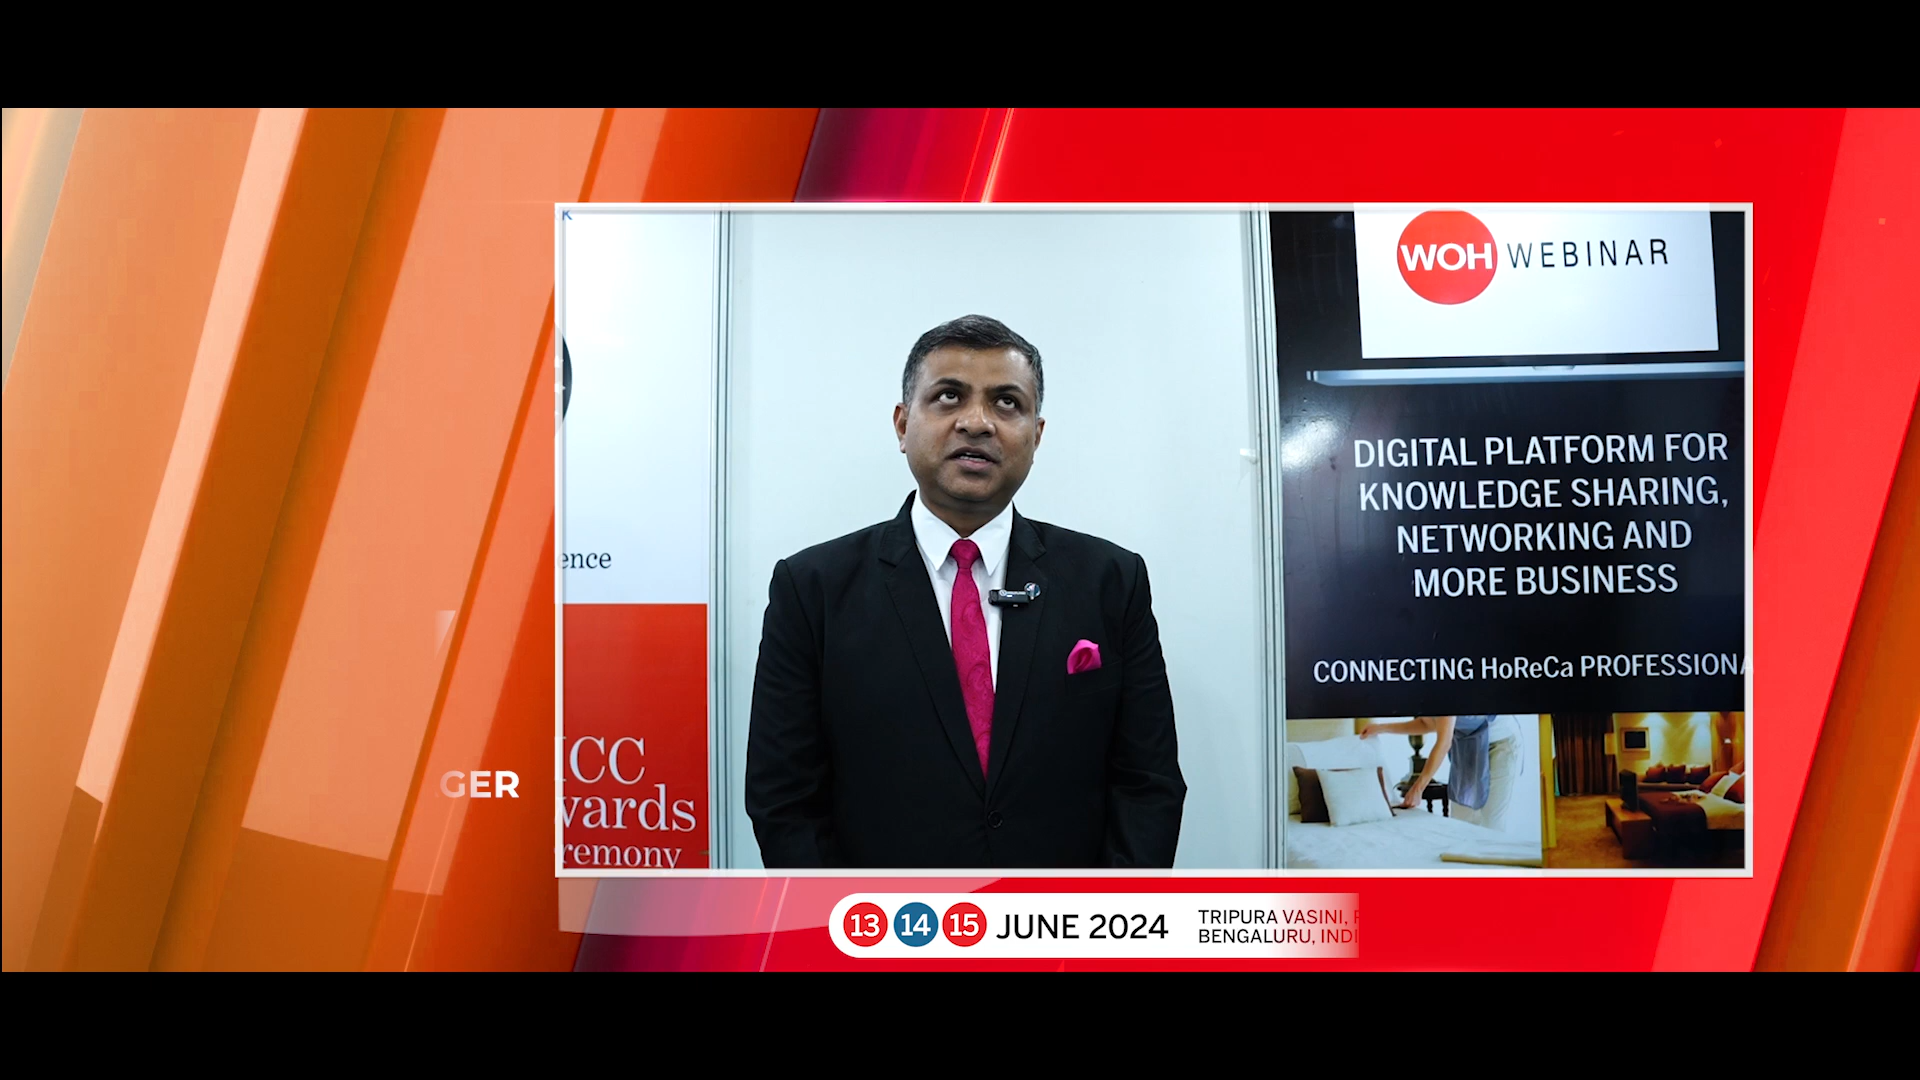 K
WOH WEBINAR
DIGITAL PLATFORM FOR
KNOWLEDGE SHARING,
NETWORKING AND
MORE BUSINESS
CONNECTING HoReCa PROFESSIONA
ence
ICC
wards
remony
GER
13 14 15 JUNE 2024
TRIPURA VASINI,
BENGALURU, INDI